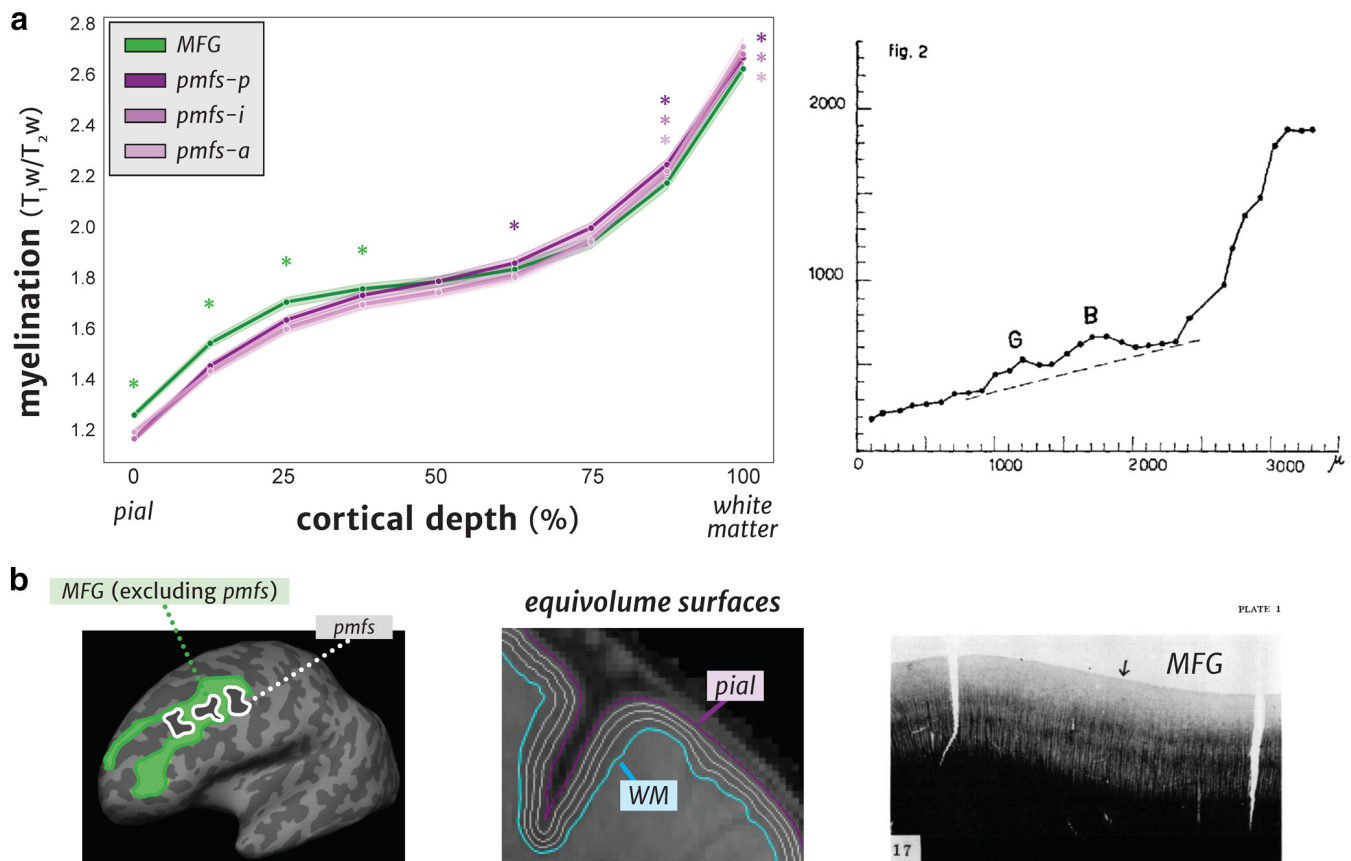 a
2.8
2.6
2.4
2.2
2.0
1.8
1.6
1.4
1.2
myelination (T1w/T2w)
MFG
pmfs-p
pmfs-i
pmfs-a
*
*
*
*
*
*
*
*
*
*
*
0
25
50
75
100
pial
cortical depth (%)
white
matter
fig. 2
2000
1000
G
B
0
1000
2000
3000
μ
b
MFG (excluding pmfs)
pmfs
equivolume surfaces
pial
WM
PLATE 1
MFG
17